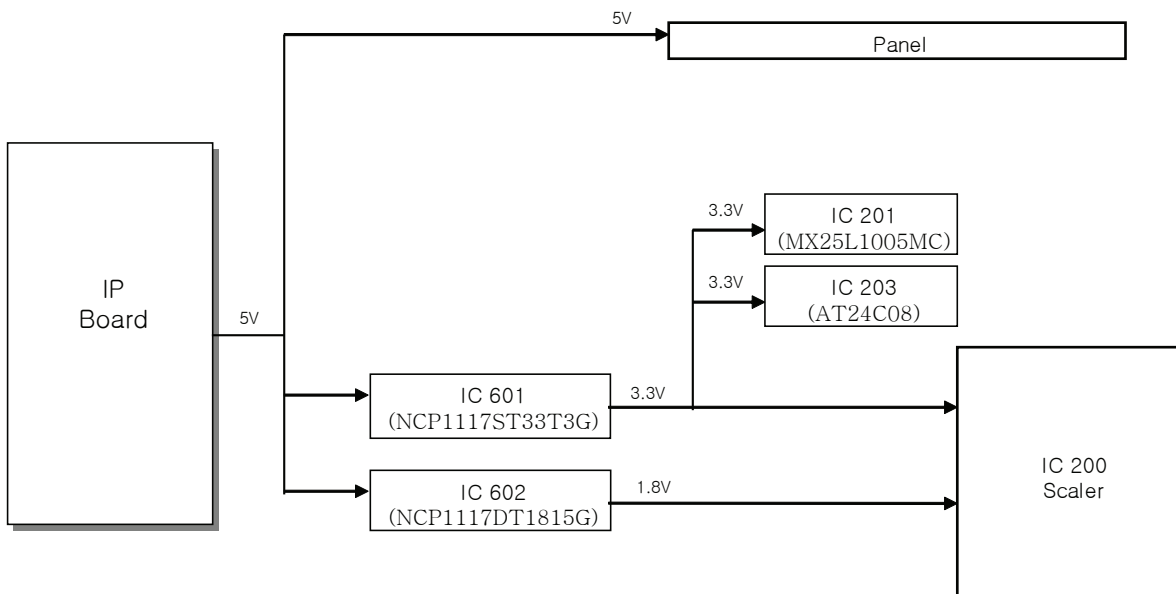 5V
Panel
IP
Board
5V
3.3V
IC 201
(MX25L1005MC)
3.3V
IC 203
(AT24C08)
IC 601
(NCP1117ST33T3G)
3.3V
IC 602
(NCP1117DT1815G)
1.8V
IC 200
Scaler